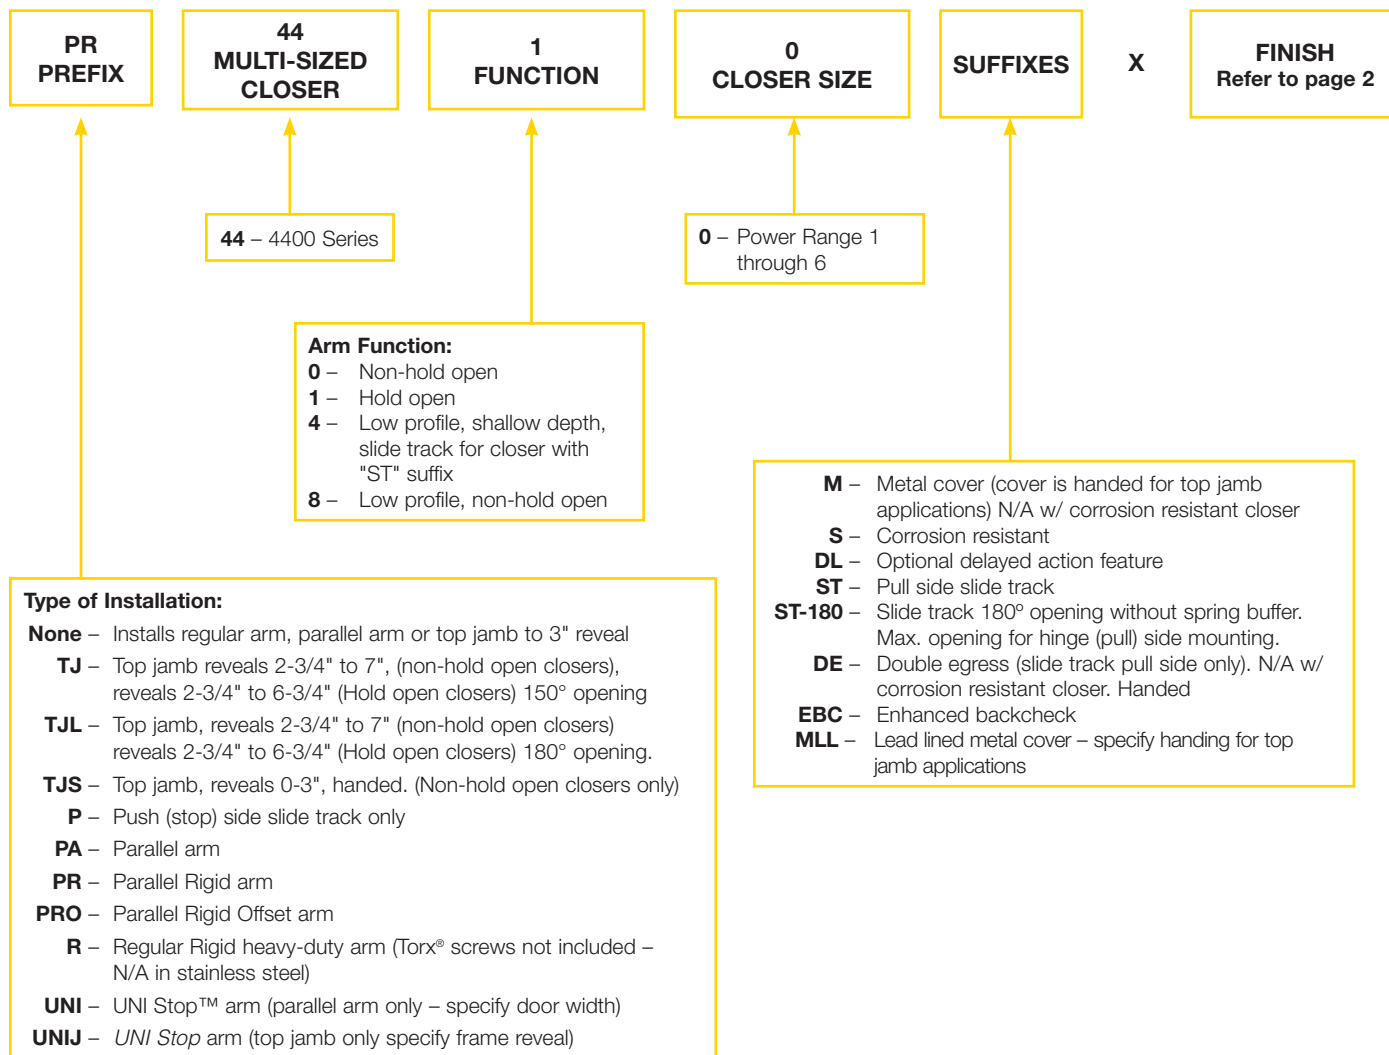 PR
PREFIX
44
MULTI-SIZED
CLOSER
1
FUNCTION
0
CLOSER SIZE
SUFFIXES
X
FINISH
Refer to page 2
44 – 4400 Series
0 – Power Range 1
through 6
Arm Function:
0 – Non-hold open
1 – Hold open
4 – Low profile, shallow depth,
slide track for closer with
"ST" suffix
8 – Low profile, non-hold open
M – Metal cover (cover is handed for top jamb
applications) N/A w/ corrosion resistant closer
S – Corrosion resistant
DL – Optional delayed action feature
ST – Pull side slide track
ST-180 – Slide track 180º opening without spring buffer.
Max. opening for hinge (pull) side mounting.
DE – Double egress (slide track pull side only). N/A w/
corrosion resistant closer. Handed
EBC – Enhanced backcheck
MLL – Lead lined metal cover – specify handing for top
jamb applications
Type of Installation:
None – Installs regular arm, parallel arm or top jamb to 3" reveal
TJ – Top jamb reveals 2-3/4" to 7", (non-hold open closers),
reveals 2-3/4" to 6-3/4" (Hold open closers) 150° opening
TJL – Top jamb, reveals 2-3/4" to 7" (non-hold open closers)
reveals 2-3/4" to 6-3/4" (Hold open closers) 180° opening.
TJS – Top jamb, reveals 0-3", handed. (Non-hold open closers only)
P – Push (stop) side slide track only
PA – Parallel arm
PR – Parallel Rigid arm
PRO – Parallel Rigid Offset arm
R – Regular Rigid heavy-duty arm (Torx® screws not included –
N/A in stainless steel)
UNI – UNI Stop™ arm (parallel arm only – specify door width)
UNIJ – UNI Stop arm (top jamb only specify frame reveal)